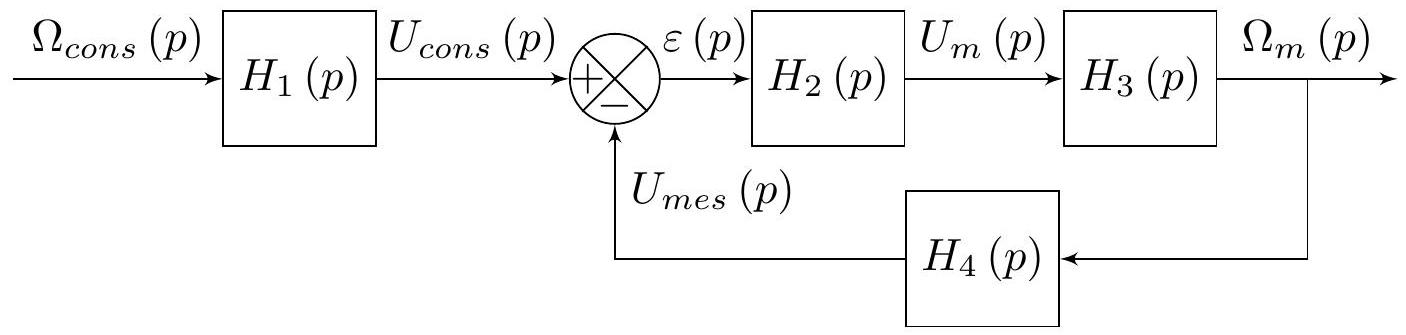 Ω_cons (p) U_cons (p) ε (p) U_m (p) Ω_m (p)
H_1 (p) + − H_2 (p) H_3 (p)
U_mes (p)
H_4 (p)